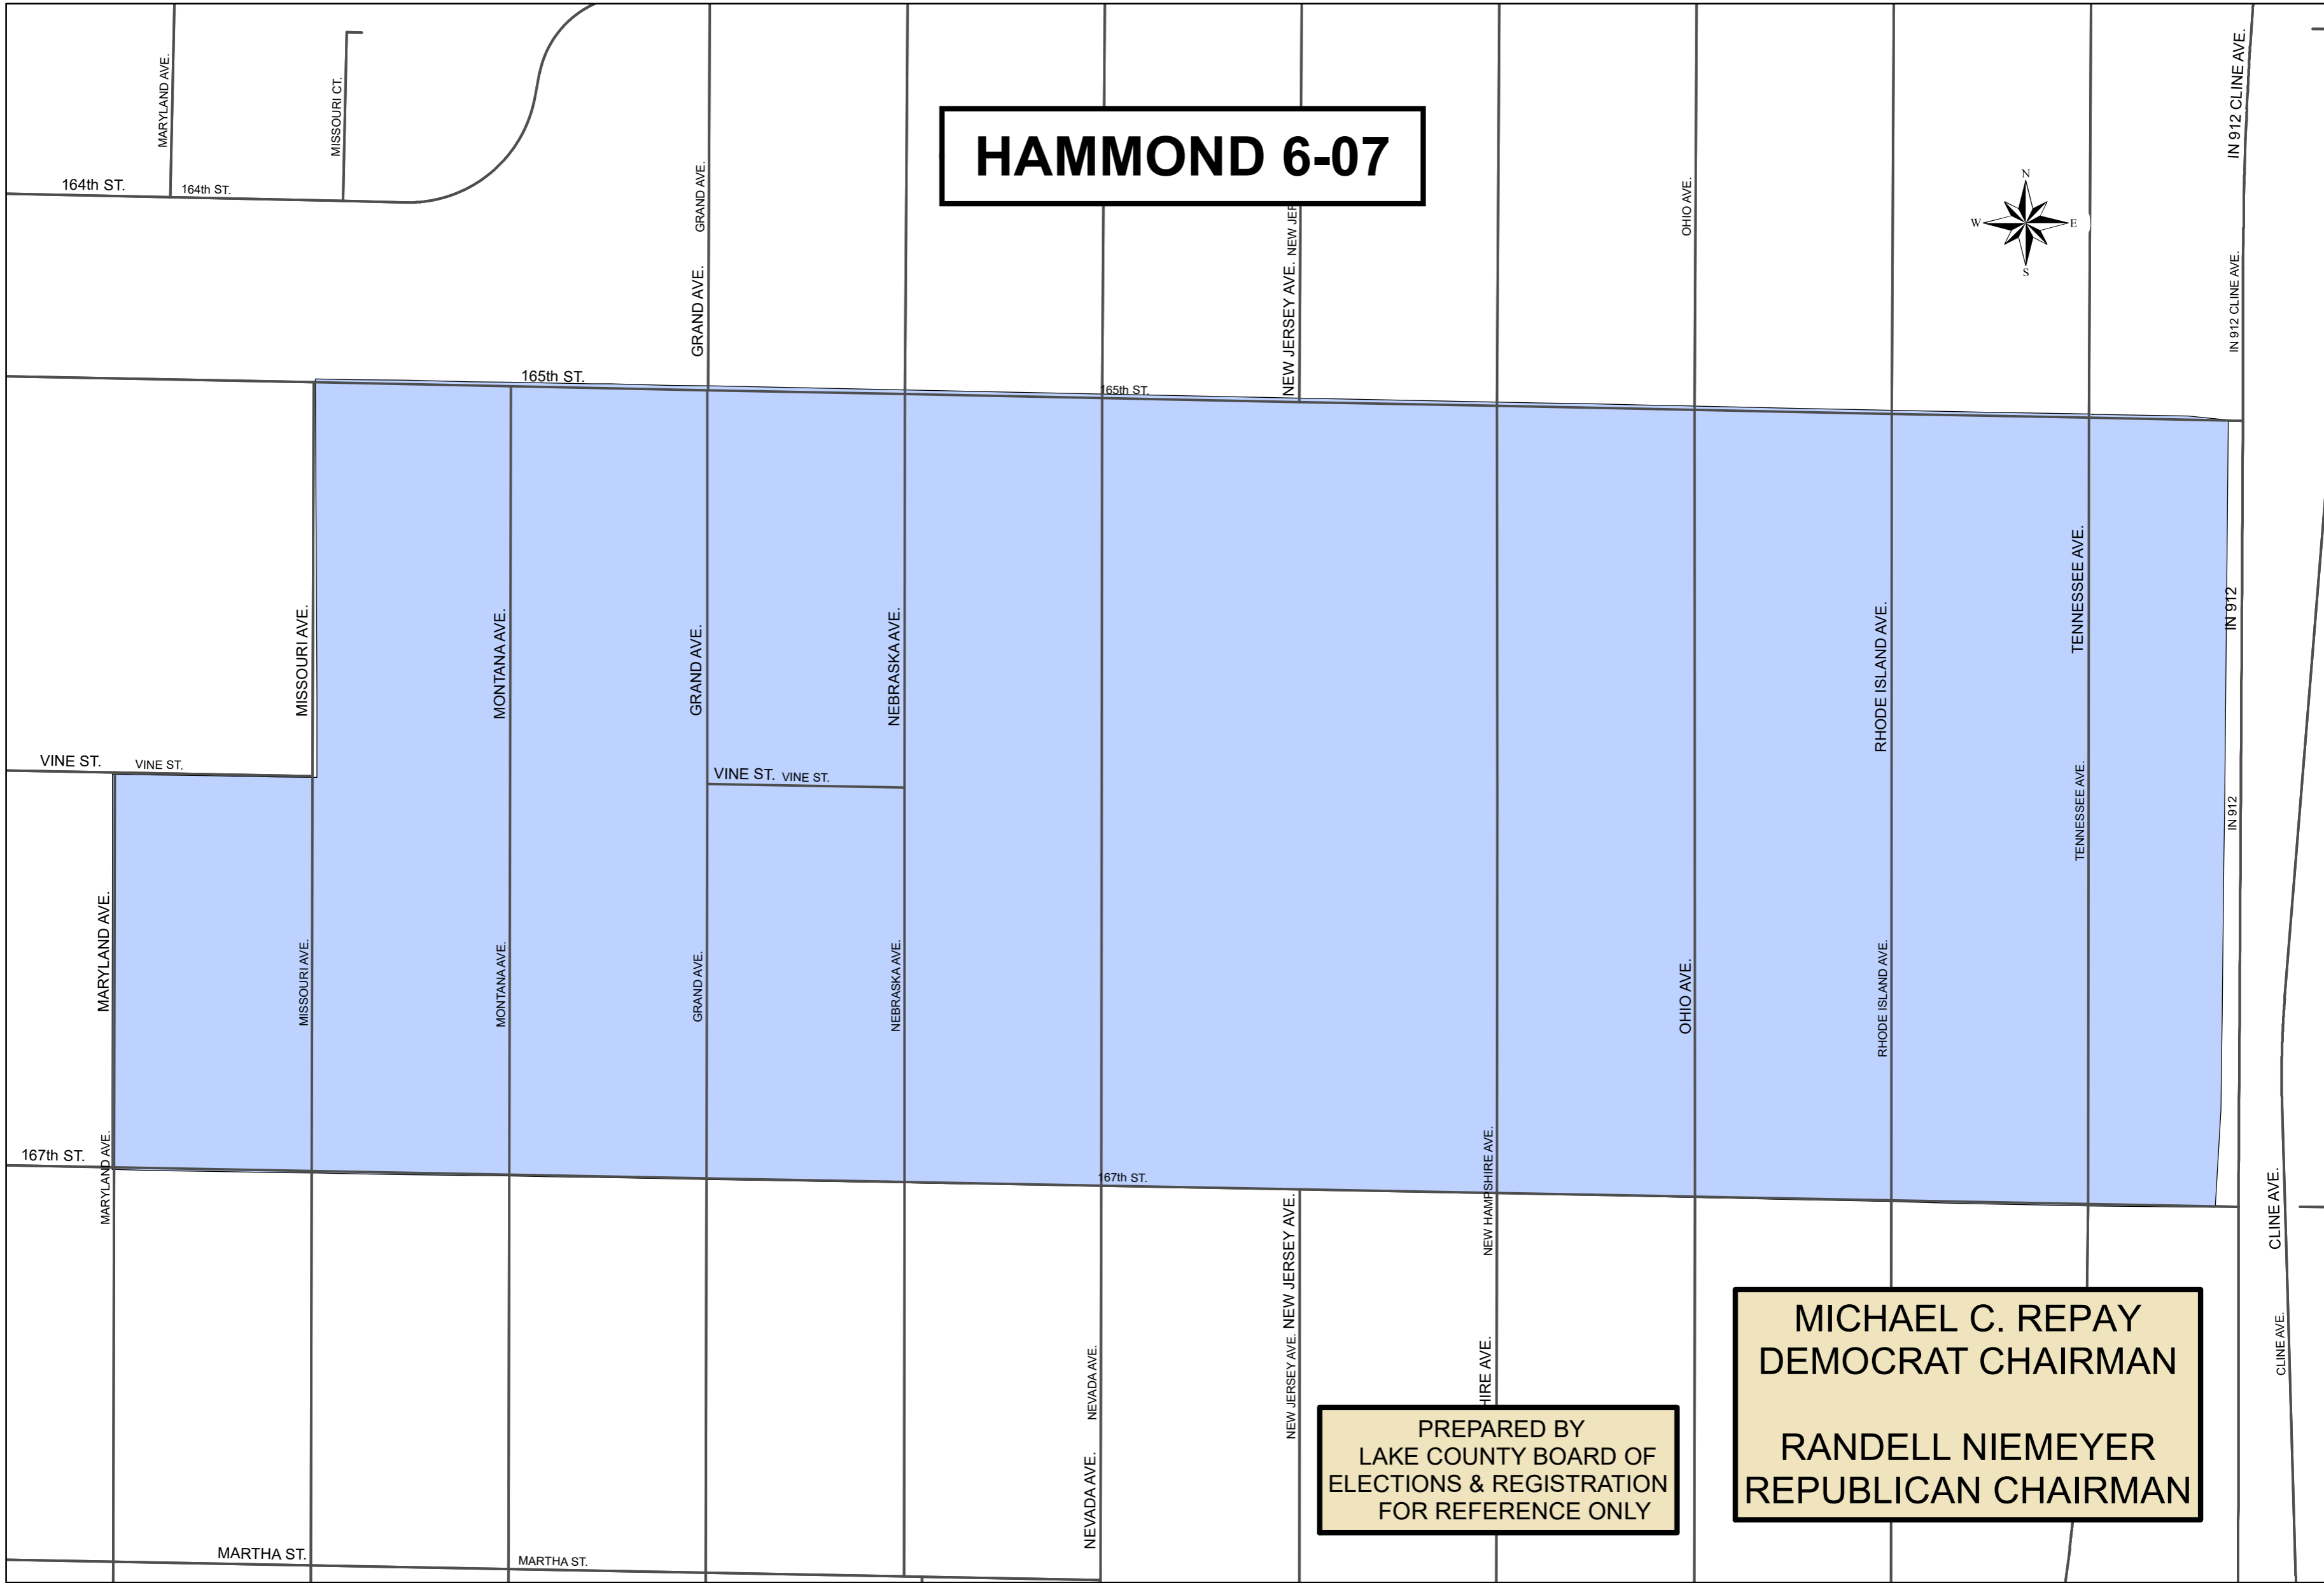 MARYLAND AVE.
MISSOURI CT.
IN 912 CLINE AVE.
HAMMOND 6-07
164th ST.
164th ST.
GRAND AVE.
OHIO AVE.
N
W
E
S
NEW JER
GRAND AVE.
NEW JERSEY AVE.
IN 912 CLINE AVE.
165th ST.
165th ST.
MISSOURI AVE.
MONTANA AVE.
GRAND AVE.
NEBRASKA AVE.
RHODE ISLAND AVE.
TENNESSEE AVE.
IN 912
VINE ST.
VINE ST.
VINE ST.
VINE ST.
TENNESSEE AVE.
IN 912
MARYLAND AVE.
MISSOURI AVE.
MONTANA AVE.
GRAND AVE.
NEBRASKA AVE.
OHIO AVE.
RHODE ISLAND AVE.
167th ST.
MARYLAND AVE.
167th ST.
NEW HAMPSHIRE AVE.
NEW JERSEY AVE.
CLINE AVE.
NEVADA AVE.
NEW JERSEY AVE.
HIRE AVE.
CLINE AVE.
MICHAEL C. REPAY
DEMOCRAT CHAIRMAN
RANDELL NIEMEYER
REPUBLICAN CHAIRMAN
PREPARED BY
LAKE COUNTY BOARD OF
ELECTIONS & REGISTRATION
FOR REFERENCE ONLY
NEVADA AVE.
MARTHA ST.
MARTHA ST.